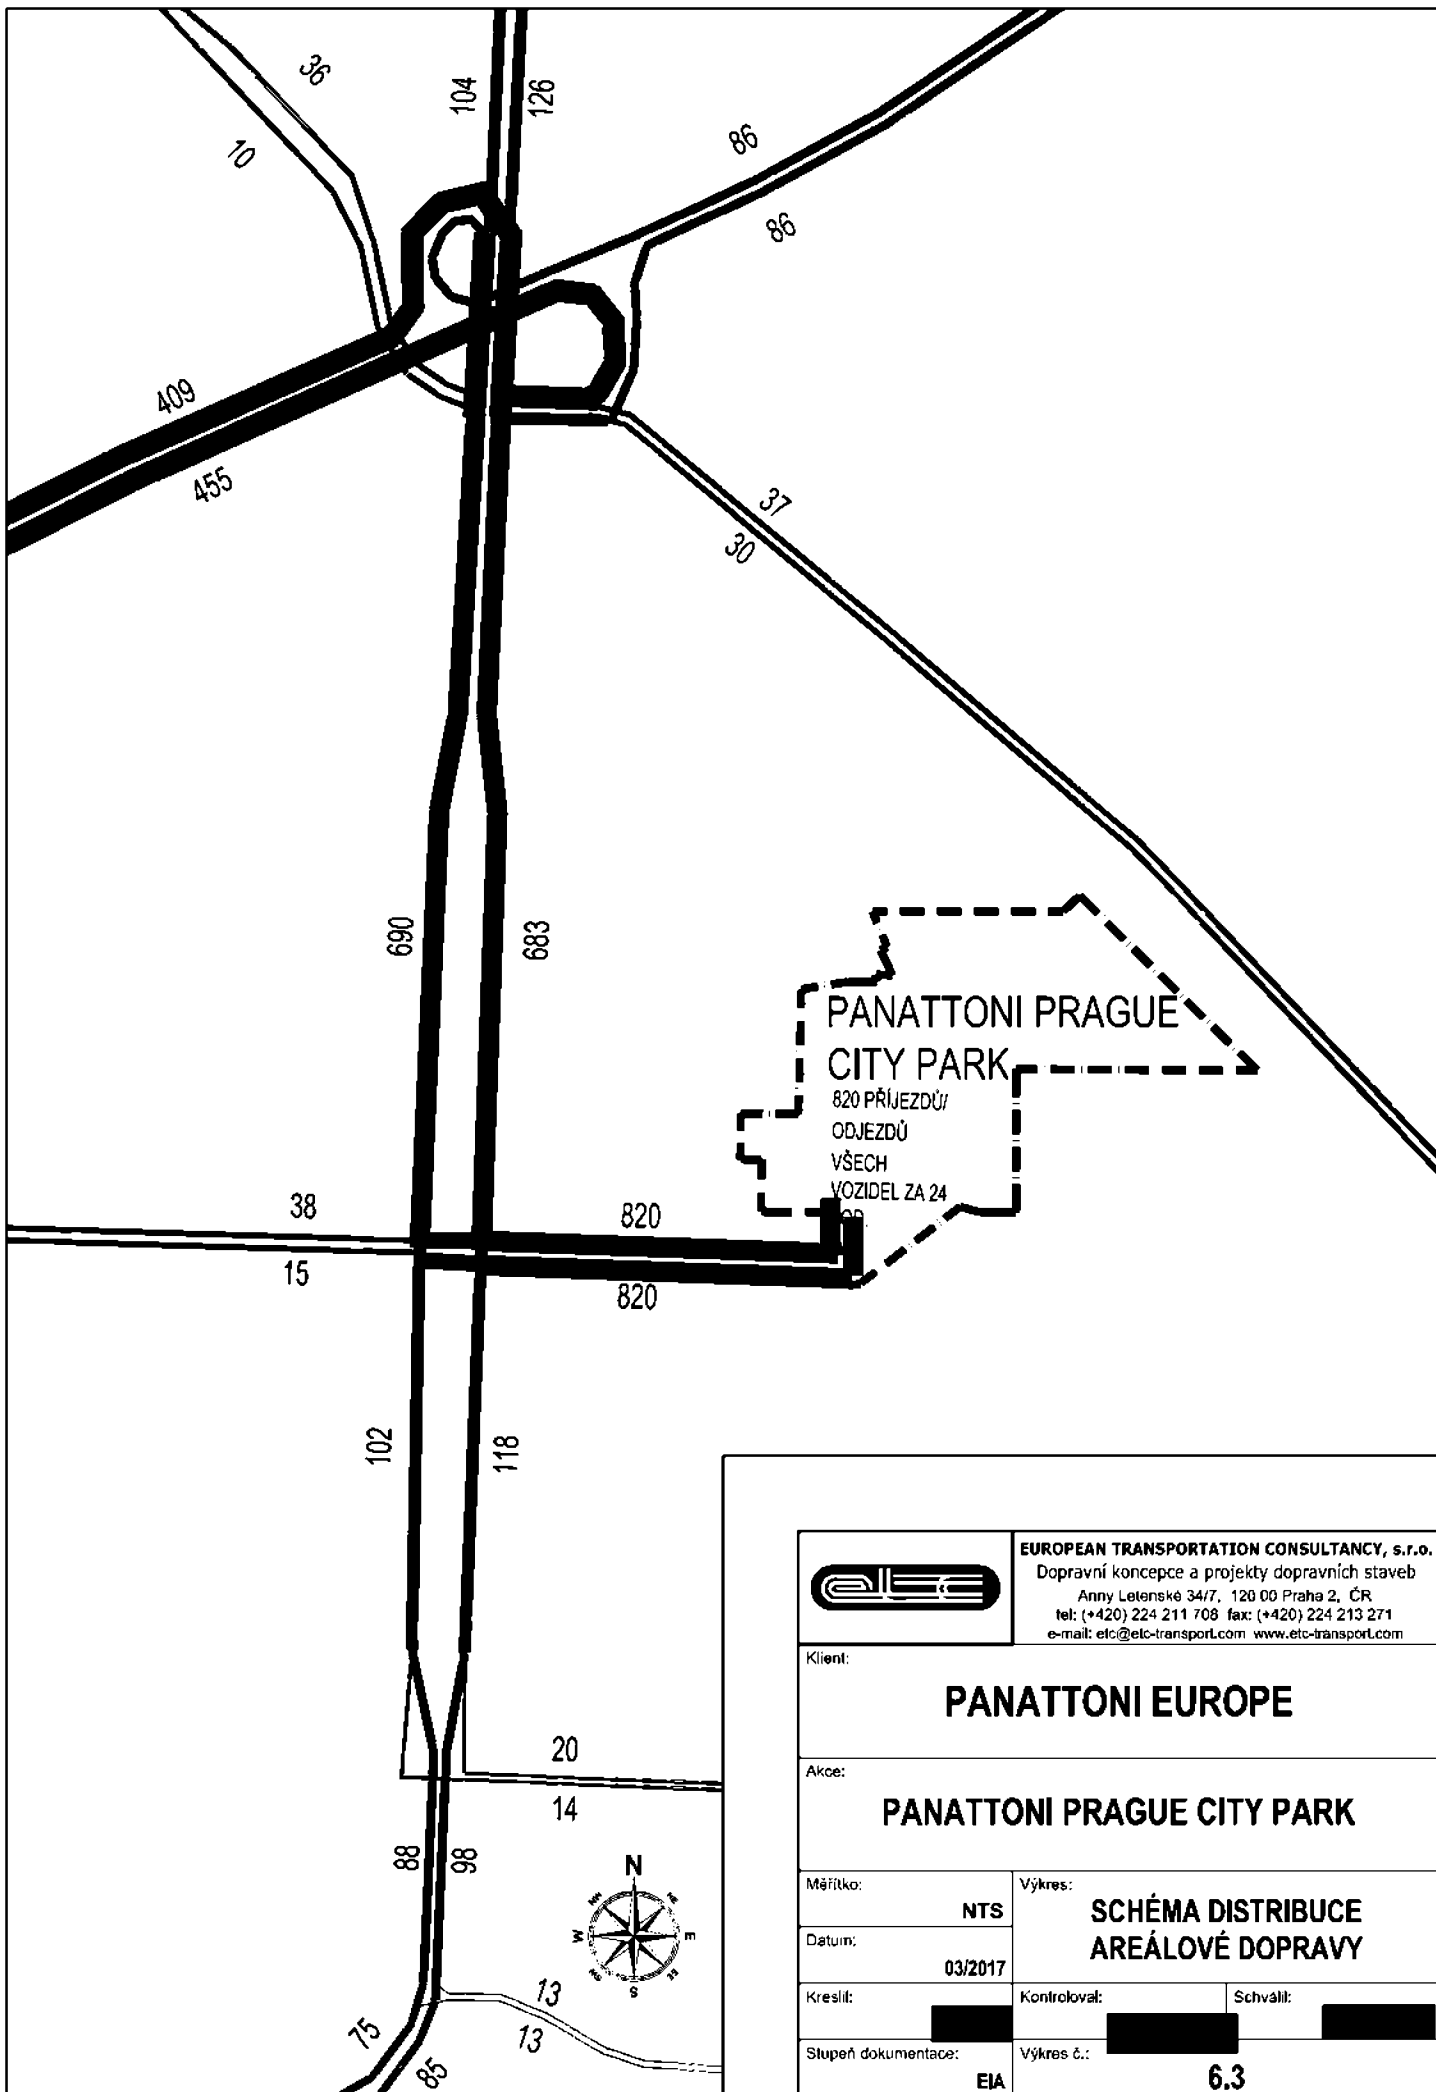 36
104
126
10
86
86
409
455
37
30
690
683
PANATTONI PRAGUE
CITY PARK
820 PŘÍJEZDŮ/
ODJEZDŮ
VŠECH
VOZIDEL ZA 24
38
820
15
820
102
118
20
14
88
98
N
E
S
W
13
13
75
85
etc
EUROPEAN TRANSPORTATION CONSULTANCY, s.r.o.
Dopravní koncepce a projekty dopravních staveb
Anny Letenské 34/7, 120 00 Praha 2, ČR
tel: (+420) 224 211 708 fax: (+420) 224 213 271
e-mail: etc@etc-transport.com www.etc-transport.com
Klient:
PANATTONI EUROPE
Akce:
PANATTONI PRAGUE CITY PARK
Měřítko:
NTS
Výkres:
SCHÉMA DISTRIBUCE
AREÁLOVÉ DOPRAVY
Datum:
03/2017
Kreslil:
Kontroloval:
Schválil:
Stupeň dokumentace:
EIA
Výkres č.:
6.3